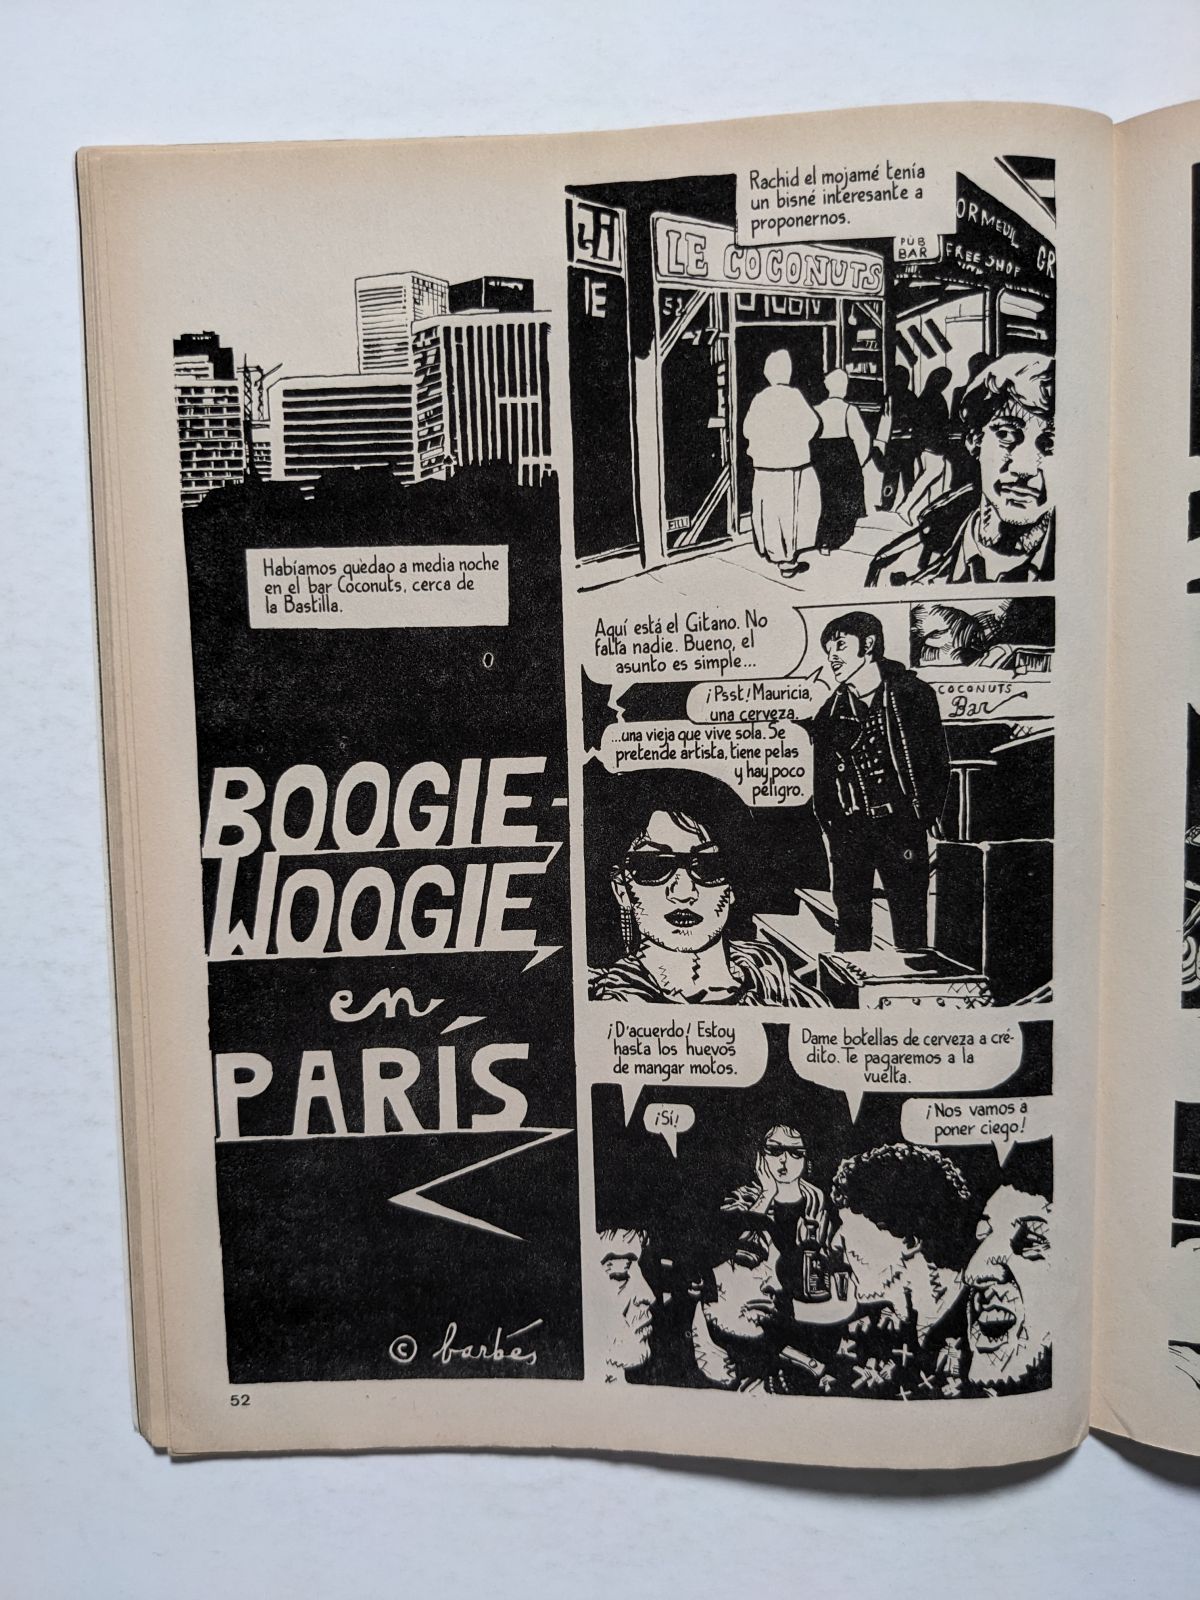 Habíamos quedao a media noche
en el bar Coconuts, cerca de
la Bastilla.
BOOGIE-
WOOGIE
en
PARÍS
© barbés
52
Rachid el mojamé tenía
un bisné interesante a
proponernos.
LE COCONUTS
PUB
BAR
ORMEUIL GR
FREE SHOP
IE
Aquí está el Gitano. No
falta nadie. Bueno, el
asunto es simple...
¡Psst! Mauricia,
una cerveza.
...una vieja que vive sola. Se
pretende artista, tiene pelas
y hay poco
peligro.
COCONUTS
Bar
¡D'acuerdo! Estoy
hasta los huevos
de mangar motos.
¡Sí!
Dame botellas de cerveza a cré-
dito. Te pagaremos a la
vuelta.
¡Nos vamos a
poner ciego!